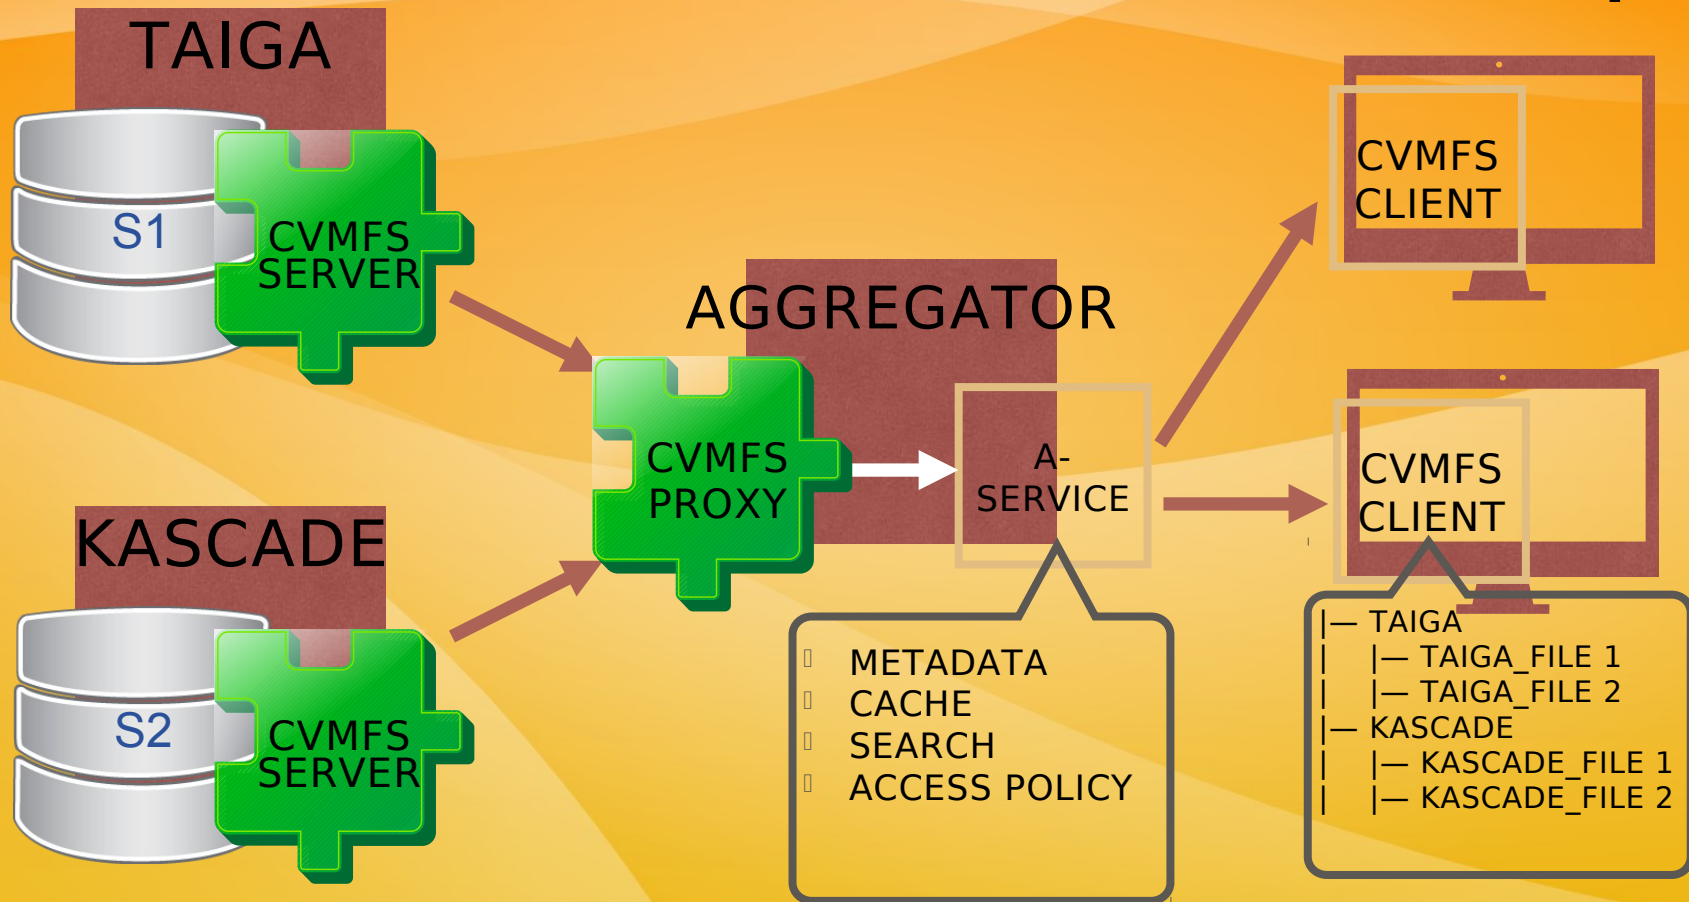 TAIGA
S1
CVMFS
SERVER
KASCADE
S2
CVMFS
SERVER
AGGREGATOR
CVMFS
PROXY
A-
SERVICE
METADATA
CACHE
SEARCH
ACCESS POLICY
CVMFS
CLIENT
CVMFS
CLIENT
|— TAIGA
|    |— TAIGA_FILE 1
|    |— TAIGA_FILE 2
|— KASCADE
|    |— KASCADE_FILE 1
|    |— KASCADE_FILE 2